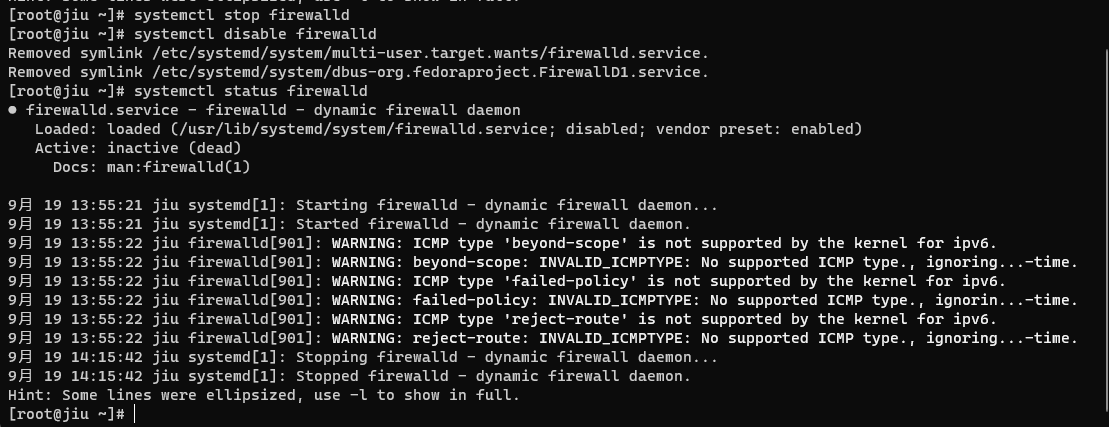 [root@jiu ~]# systemctl stop firewalld
[root@jiu ~]# systemctl disable firewalld
Removed symlink /etc/systemd/system/multi-user.target.wants/firewalld.service.
Removed symlink /etc/systemd/system/dbus-org.fedoraproject.FirewallD1.service.
[root@jiu ~]# systemctl status firewalld
● firewalld.service - firewalld - dynamic firewall daemon
   Loaded: loaded (/usr/lib/systemd/system/firewalld.service; disabled; vendor preset: enabled)
   Active: inactive (dead)
     Docs: man:firewalld(1)

9月 19 13:55:21 jiu systemd[1]: Starting firewalld - dynamic firewall daemon...
9月 19 13:55:21 jiu systemd[1]: Started firewalld - dynamic firewall daemon.
9月 19 13:55:22 jiu firewalld[901]: WARNING: ICMP type 'beyond-scope' is not supported by the kernel for ipv6.
9月 19 13:55:22 jiu firewalld[901]: WARNING: beyond-scope: INVALID_ICMPTYPE: No supported ICMP type., ignoring...-time.
9月 19 13:55:22 jiu firewalld[901]: WARNING: ICMP type 'failed-policy' is not supported by the kernel for ipv6.
9月 19 13:55:22 jiu firewalld[901]: WARNING: failed-policy: INVALID_ICMPTYPE: No supported ICMP type., ignorin...-time.
9月 19 13:55:22 jiu firewalld[901]: WARNING: ICMP type 'reject-route' is not supported by the kernel for ipv6.
9月 19 13:55:22 jiu firewalld[901]: WARNING: reject-route: INVALID_ICMPTYPE: No supported ICMP type., ignoring...-time.
9月 19 14:15:42 jiu systemd[1]: Stopping firewalld - dynamic firewall daemon...
9月 19 14:15:42 jiu systemd[1]: Stopped firewalld - dynamic firewall daemon.
Hint: Some lines were ellipsized, use -l to show in full.
[root@jiu ~]#